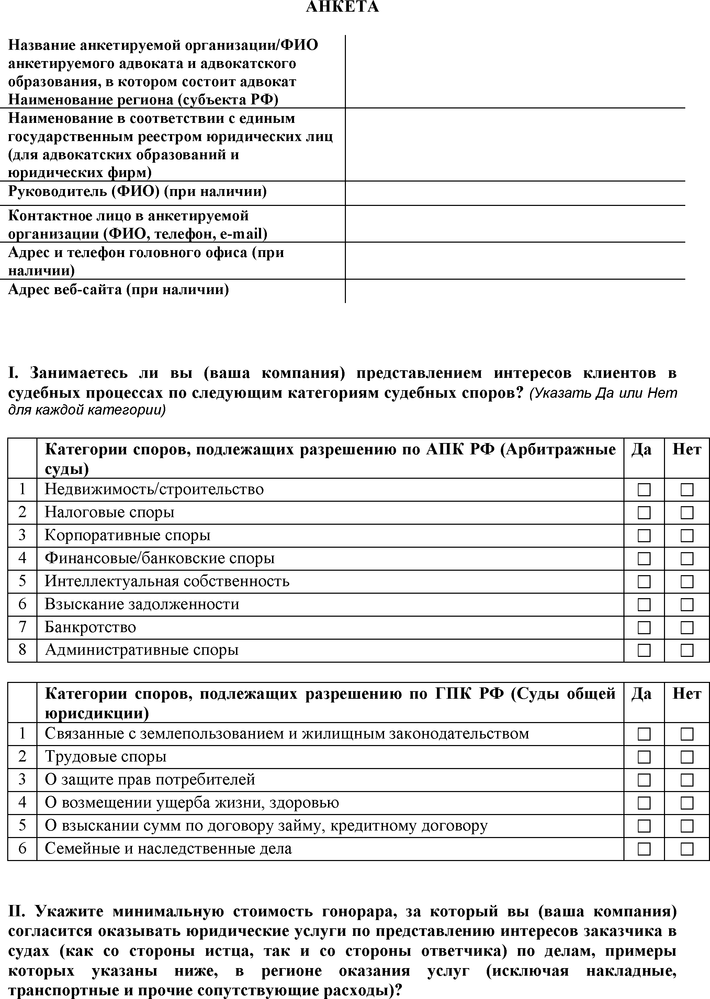 АНКЕТА
Название анкетируемой организации/ФИО
анкетируемого адвоката и адвокатского
образования, в котором состоит адвокат
Наименование региона (субъекта РФ)
Наименование в соответствии с единым
государственным реестром юридических лиц
(для адвокатских образований и
юридических фирм)
Руководитель (ФИО) (при наличии)
Контактное лицо в анкетируемой
организации (ФИО, телефон, e-mail)
Адрес и телефон головного офиса (при
наличии)
Адрес веб-сайта (при наличии)
I. Занимаетесь ли вы (ваша компания) представлением интересов клиентов в
судебных процессах по следующим категориям судебных споров? (Указать Да или Нет
для каждой категории)
Категории споров, подлежащих разрешению по АПК РФ (Арбитражные Да Нет
суды)
1 Недвижимость/строительство □ □
2 Налоговые споры □ □
3 Корпоративные споры □ □
4 Финансовые/банковские споры □ □
5 Интеллектуальная собственность □ □
6 Взыскание задолженности □ □
7 Банкротство □ □
8 Административные споры □ □
Категории споров, подлежащих разрешению по ГПК РФ (Суды общей Да Нет
юрисдикции)
1 Связанные с землепользованием и жилищным законодательством □ □
2 Трудовые споры □ □
3 О защите прав потребителей □ □
4 О возмещении ущерба жизни, здоровью □ □
5 О взыскании сумм по договору займу, кредитному договору □ □
6 Семейные и наследственные дела □ □
II. Укажите минимальную стоимость гонорара, за который вы (ваша компания)
согласится оказывать юридические услуги по представлению интересов заказчика в
судах (как со стороны истца, так и со стороны ответчика) по делам, примеры
которых указаны ниже, в регионе оказания услуг (исключая накладные,
транспортные и прочие сопутствующие расходы)?